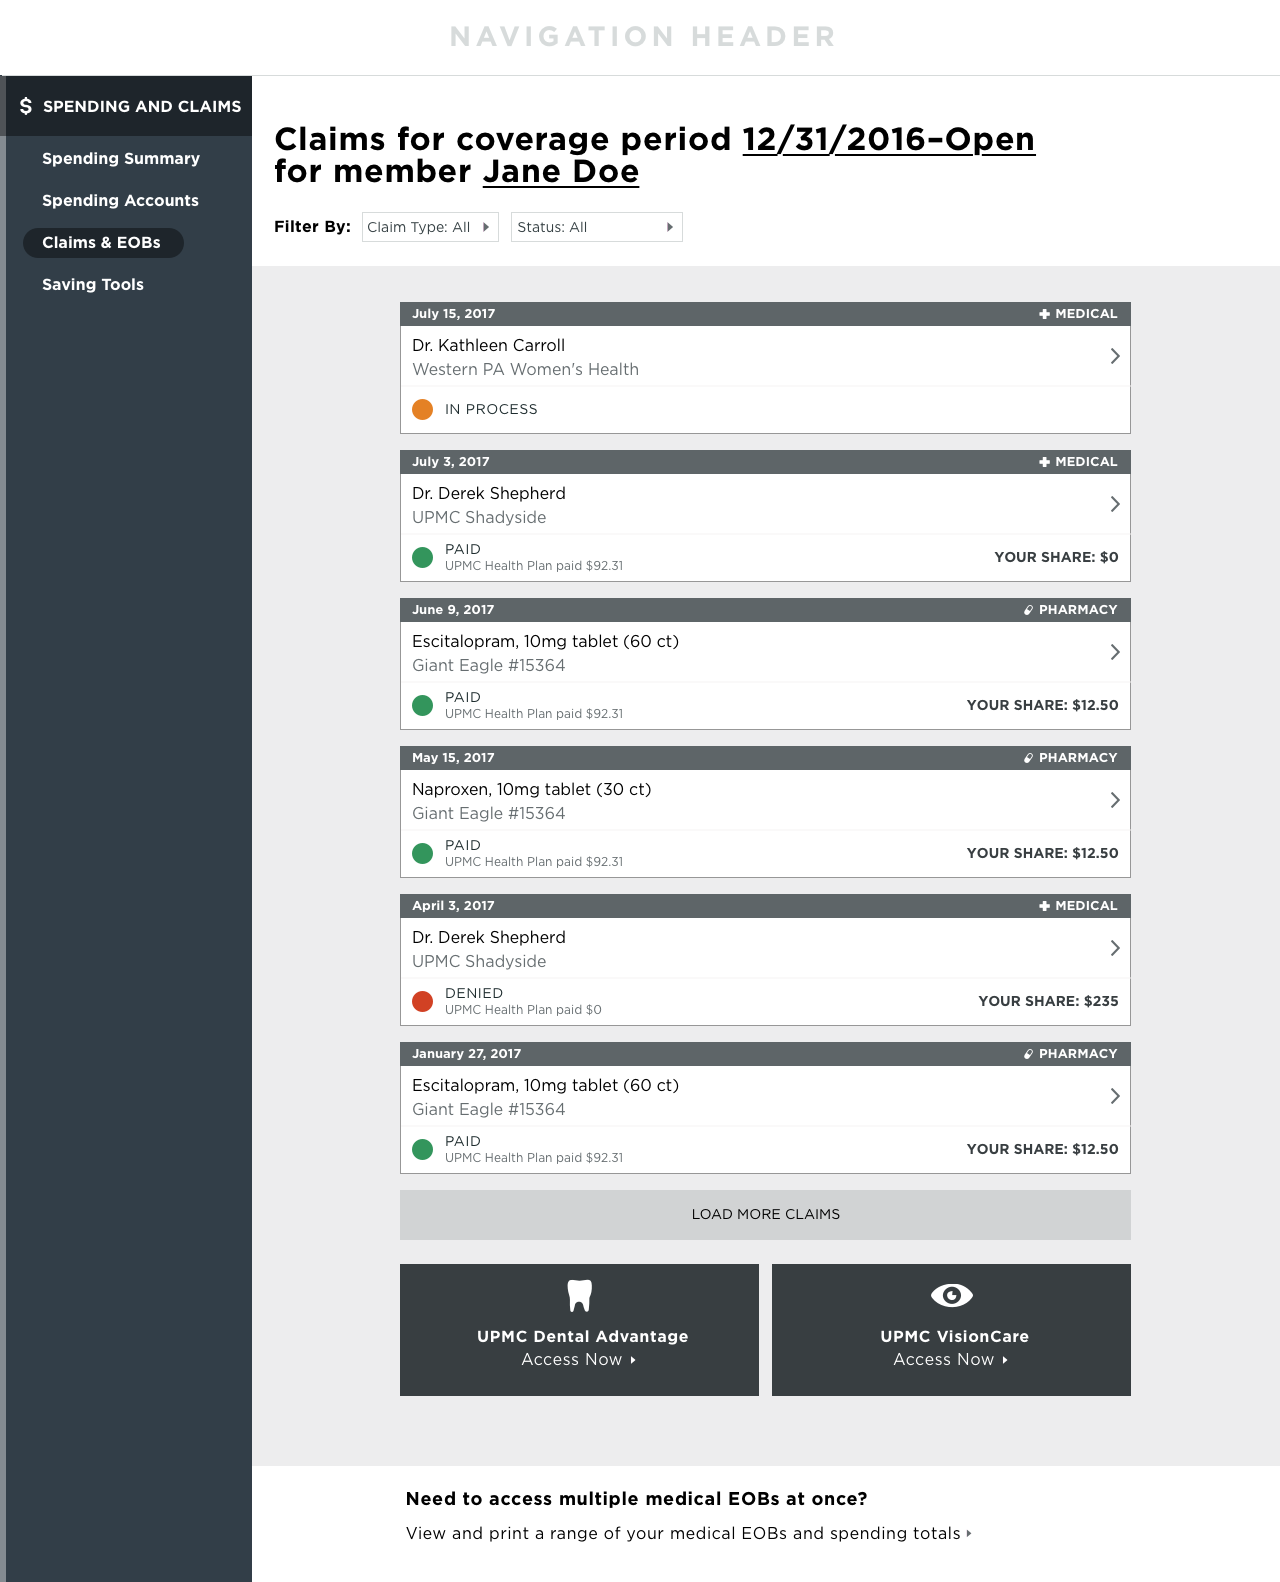 NAVIGATION HEADER
$ SPENDING AND CLAIMS
Spending Summary
Spending Accounts
Claims & EOBs
Saving Tools
Claims for coverage period 12/31/2016–Open
for member Jane Doe
Filter By: Claim Type: All Status: All
July 15, 2017 MEDICAL
Dr. Kathleen Carroll
Western PA Women's Health
IN PROCESS
July 3, 2017 MEDICAL
Dr. Derek Shepherd
UPMC Shadyside
PAID
UPMC Health Plan paid $92.31
YOUR SHARE: $0
June 9, 2017 PHARMACY
Escitalopram, 10mg tablet (60 ct)
Giant Eagle #15364
PAID
UPMC Health Plan paid $92.31
YOUR SHARE: $12.50
May 15, 2017 PHARMACY
Naproxen, 10mg tablet (30 ct)
Giant Eagle #15364
PAID
UPMC Health Plan paid $92.31
YOUR SHARE: $12.50
April 3, 2017 MEDICAL
Dr. Derek Shepherd
UPMC Shadyside
DENIED
UPMC Health Plan paid $0
YOUR SHARE: $235
January 27, 2017 PHARMACY
Escitalopram, 10mg tablet (60 ct)
Giant Eagle #15364
PAID
UPMC Health Plan paid $92.31
YOUR SHARE: $12.50
LOAD MORE CLAIMS
UPMC Dental Advantage
Access Now
UPMC VisionCare
Access Now
Need to access multiple medical EOBs at once?
View and print a range of your medical EOBs and spending totals